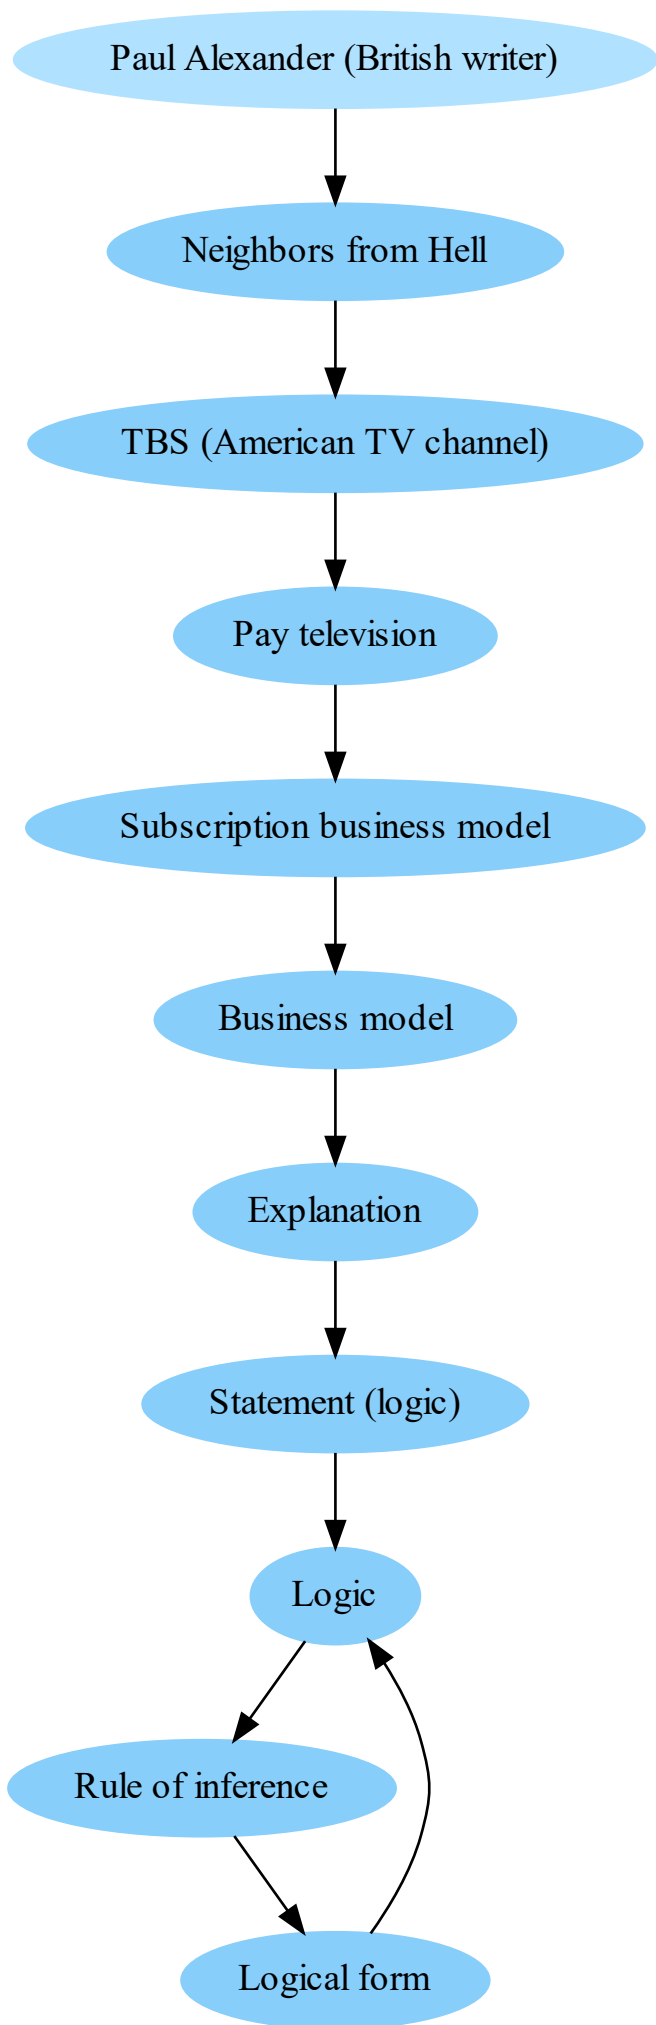 Paul Alexander (British writer)
Neighbors from Hell
TBS (American TV channel)
Pay television
Subscription business model
Business model
Explanation
Statement (logic)
Logic
Rule of inference
Logical form